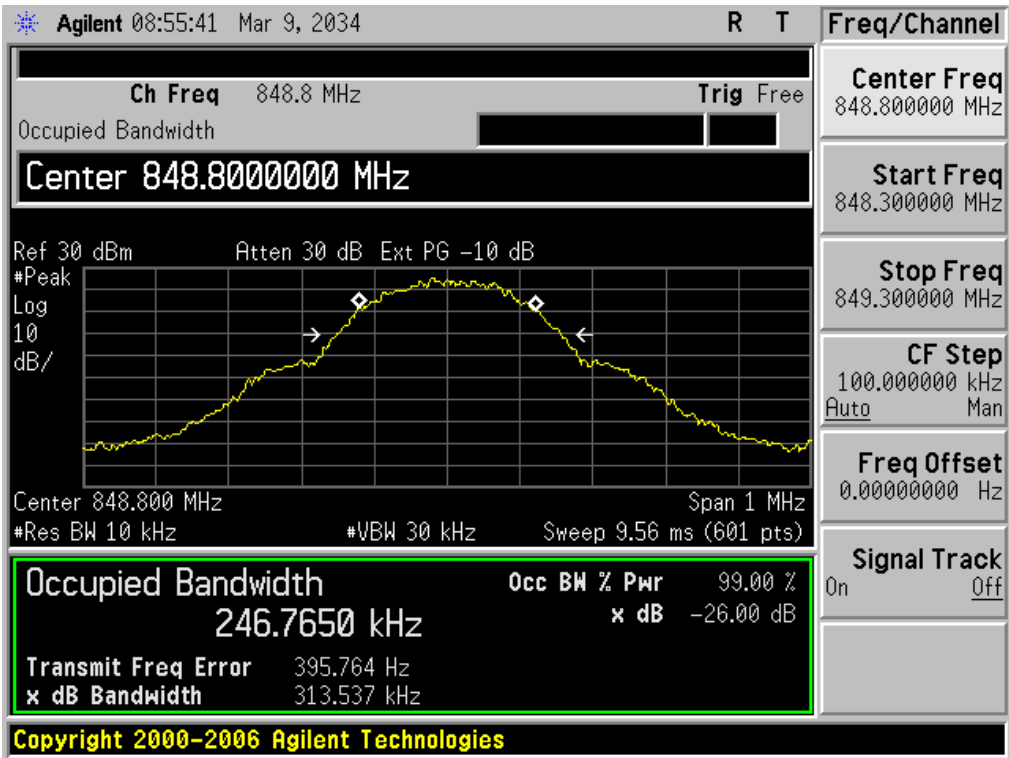 Agilent 08:55:41 Mar 9, 2034 R T
Freq/Channel
Ch Freq 848.8 MHz Trig Free
Occupied Bandwidth
Center 848.8000000 MHz
Ref 30 dBm Atten 30 dB Ext PG -10 dB
#Peak
Log
10
dB/
Center 848.800 MHz Span 1 MHz
#Res BW 10 kHz #VBW 30 kHz Sweep 9.56 ms (601 pts)
Occupied Bandwidth Occ BW % Pwr 99.00 %
246.7650 kHz x dB -26.00 dB
Transmit Freq Error 395.764 Hz
x dB Bandwidth 313.537 kHz
Center Freq
848.800000 MHz
Start Freq
848.300000 MHz
Stop Freq
849.300000 MHz
CF Step
100.000000 kHz
Auto Man
Freq Offset
0.00000000 Hz
Signal Track
On Off
Copyright 2000-2006 Agilent Technologies